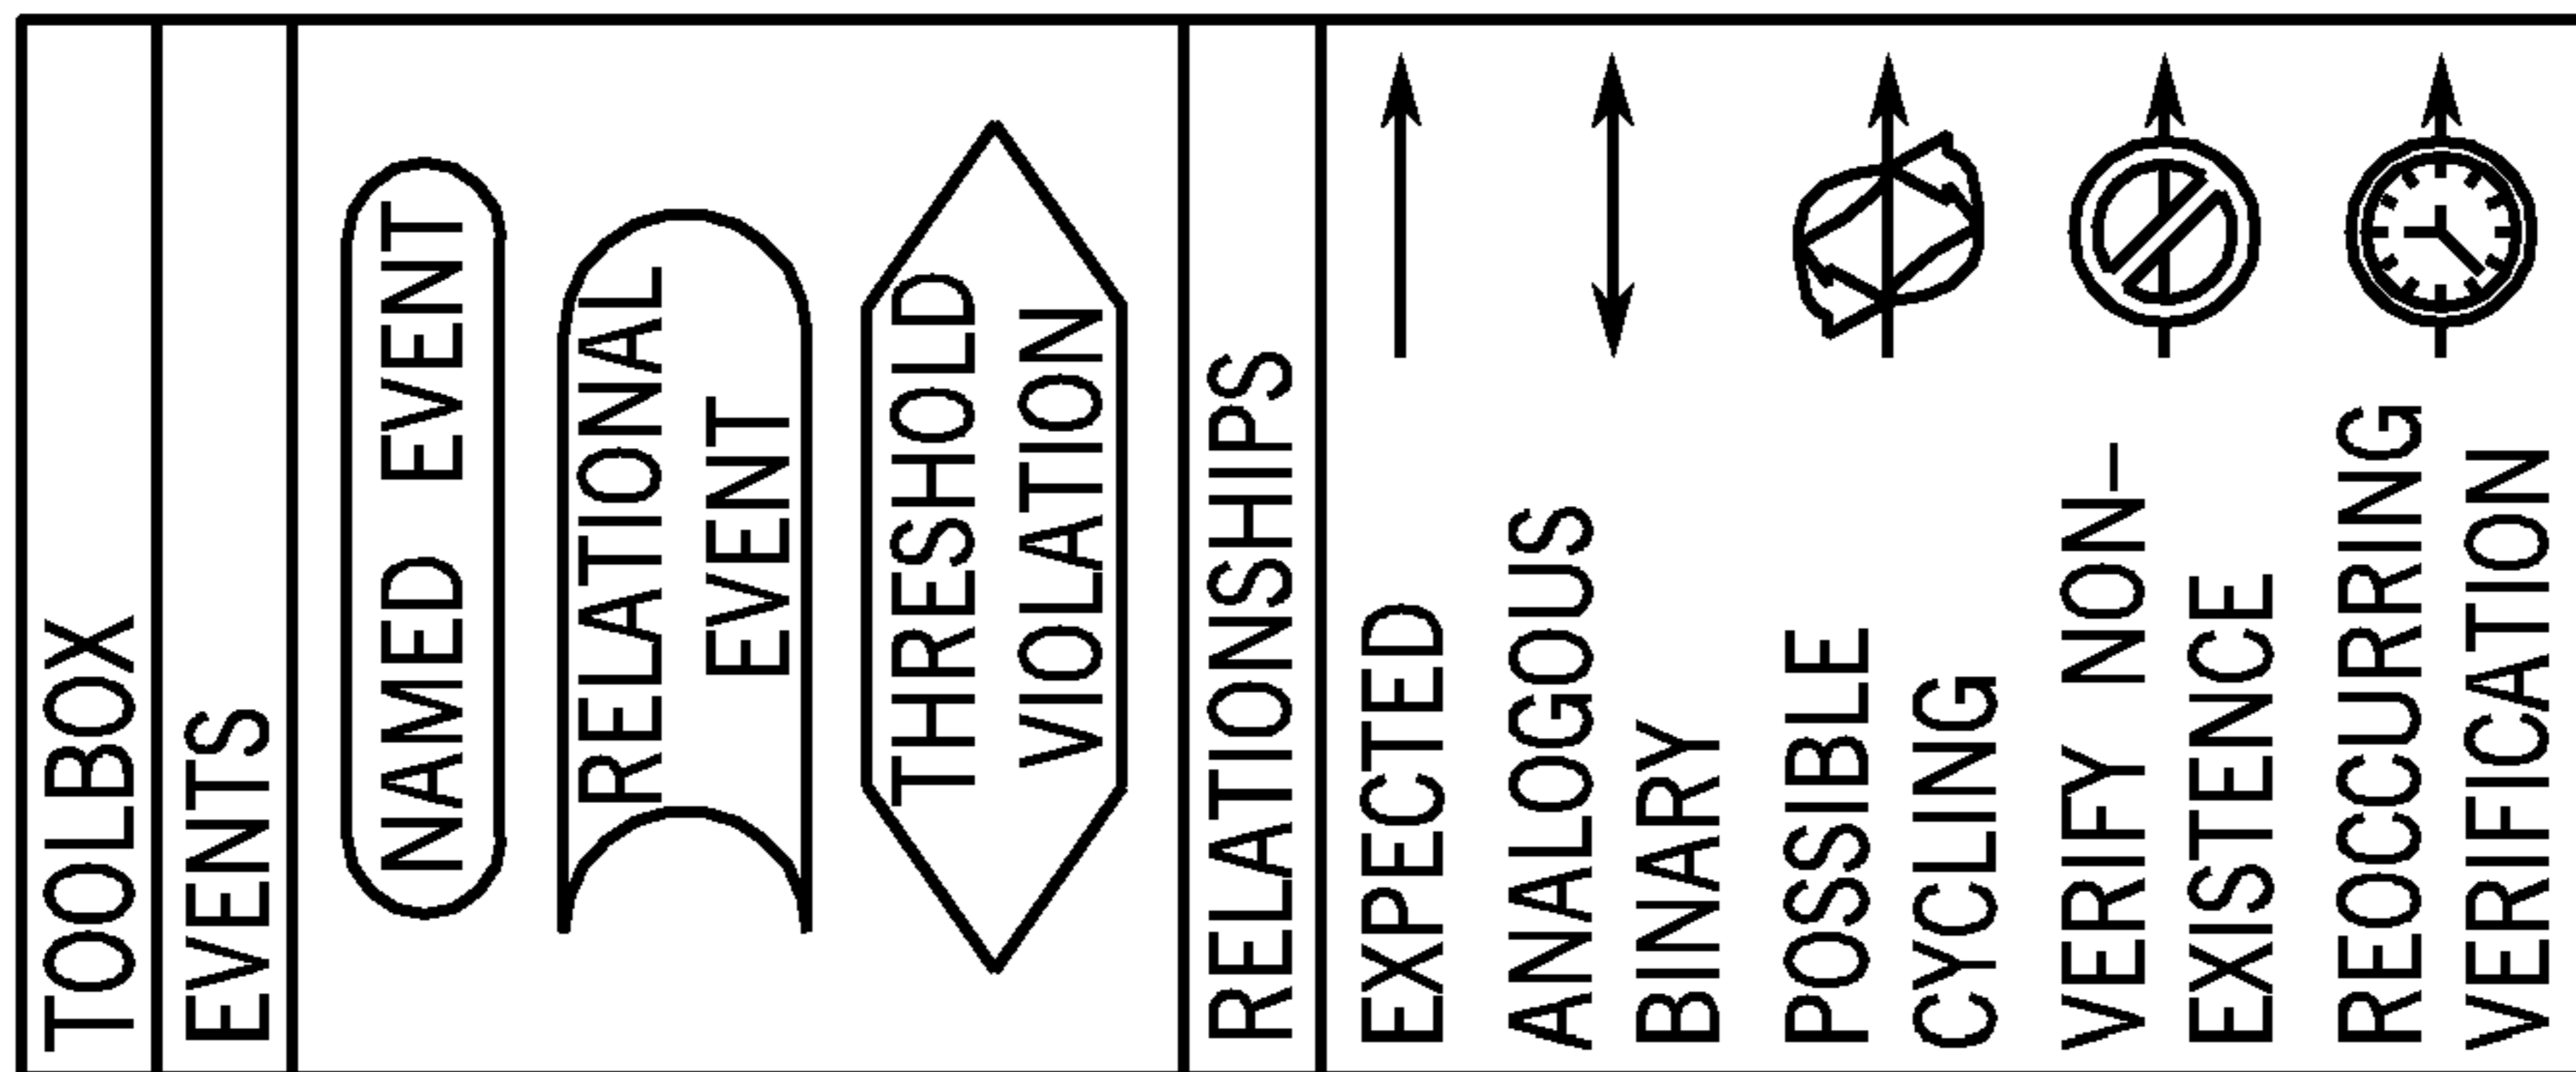 TOOLBOX
EVENTS
NAMED EVENT
RELATIONAL
EVENT
THRESHOLD
VIOLATION
RELATIONSHIPS
EXPECTED
ANALOGOUS
BINARY
POSSIBLE
CYCLING
VERIFY NON-
EXISTENCE
REOCCURRING
VERIFICATION